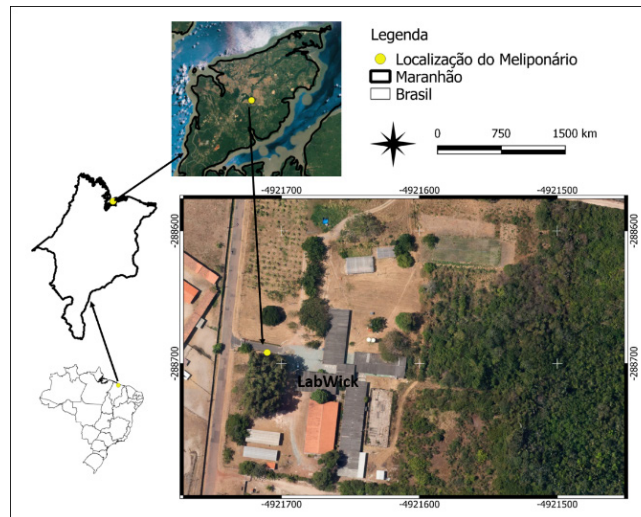 Legenda
Localização do Meliponário
Maranhão
Brasil
0 750 1500 km
-4921700 -4921600 -4921500
-288600 -288600
-288700 -288700
LabWick
-4921700 -4921600 -4921500